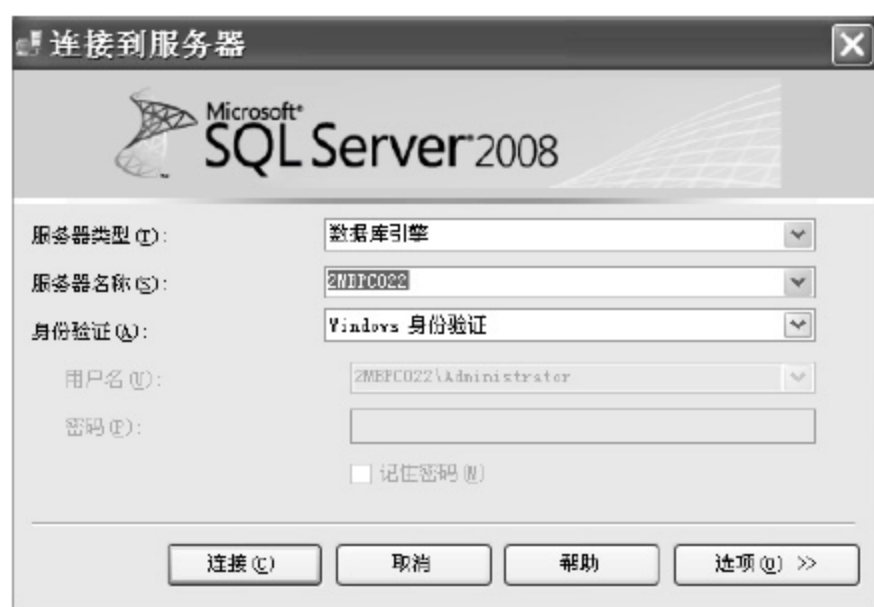 连接到服务器
Microsoft
SQL Server 2008
服务器类型(T):
数据库引擎
服务器名称(S):
2MBPC022
身份验证(A):
Windows 身份验证
用户名(U):
2MBPC022\Administrator
密码(P):
记住密码(M)
连接(C)
取消
帮助
选项(O) >>